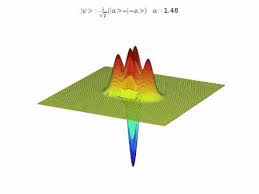 |ψ> = 1/√2 (|α>−|−α>) α = 1.48